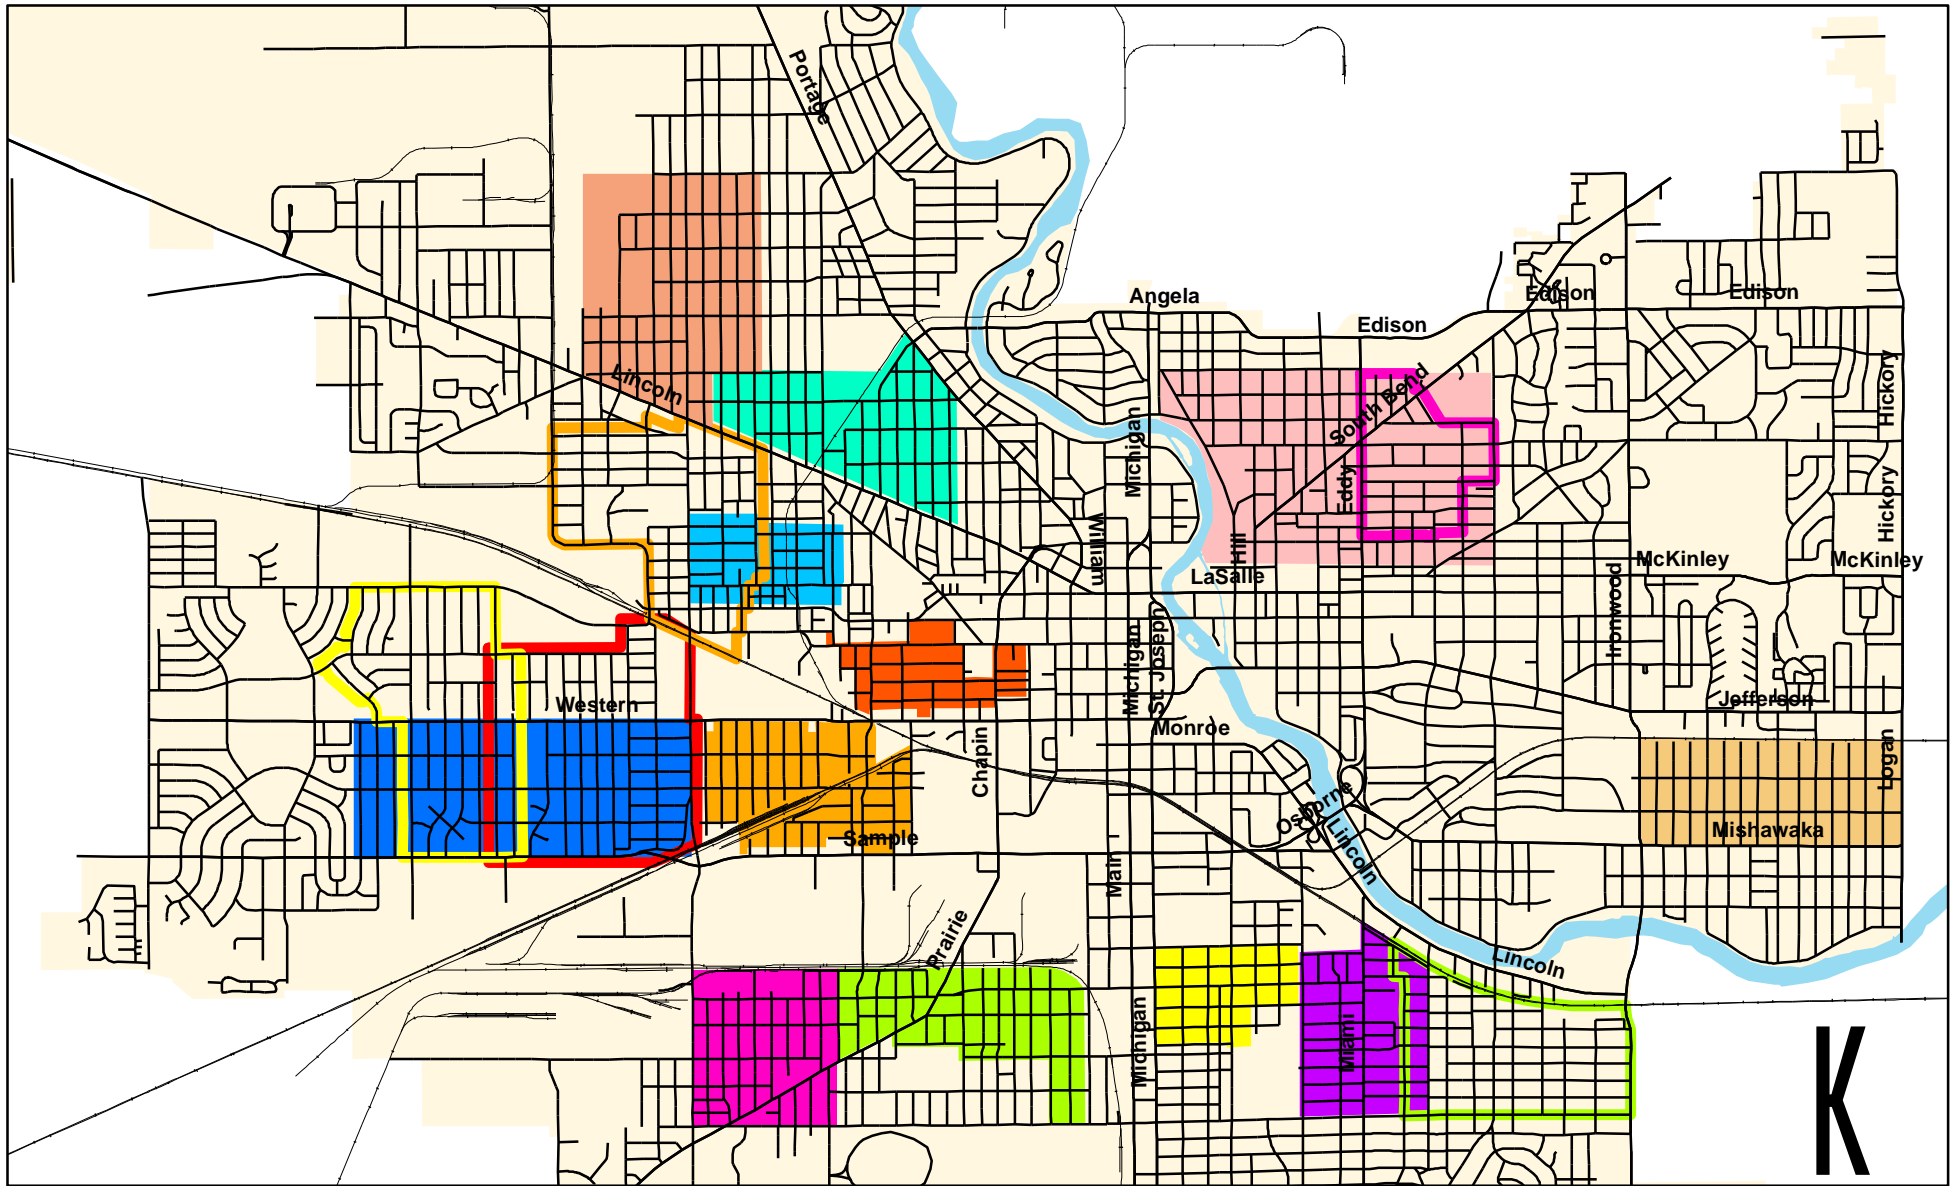 Portage
Angela
Edison
Edison
Edison
Lincoln
South Bend
Hickory
Michigan
Eddy
Hickory
William
Hill
LaSalle
McKinley
McKinley
Ironwood
Michigan
St. Joseph
Western
Jefferson
Monroe
Chapin
Logan
Osborne
Mishawaka
Sample
Lincoln
Main
Prairie
Lincoln
Michigan
Miami
K